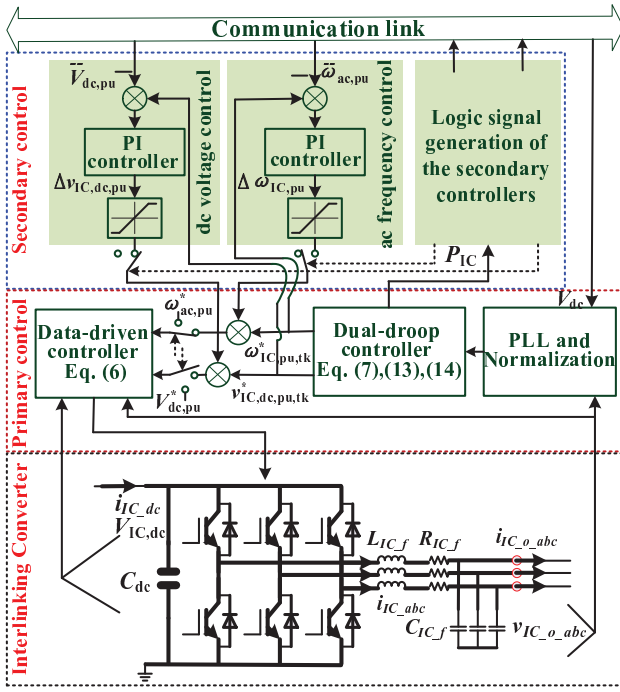 Communication link
Secondary control
V̿dc,pu
PI
controller
ΔvIC,dc,pu
dc voltage control
ω̿ac,pu
PI
controller
Δ ωIC,pu
ac frequency control
Logic signal
generation of
the secondary
controllers
PIC
Vdc
Primary control
Data-driven
controller
Eq. (6)
ω*ac,pu
V*dc,pu
ω*IC,pu,tk
v*IC,dc,pu,tk
Dual-droop
controller
Eq. (7),(13),(14)
PLL and
Normalization
Interlinking Converter
iIC_dc
VIC,dc
Cdc
LIC_f
RIC_f
iIC_o_abc
iIC_abc
CIC_f
vIC_o_abc